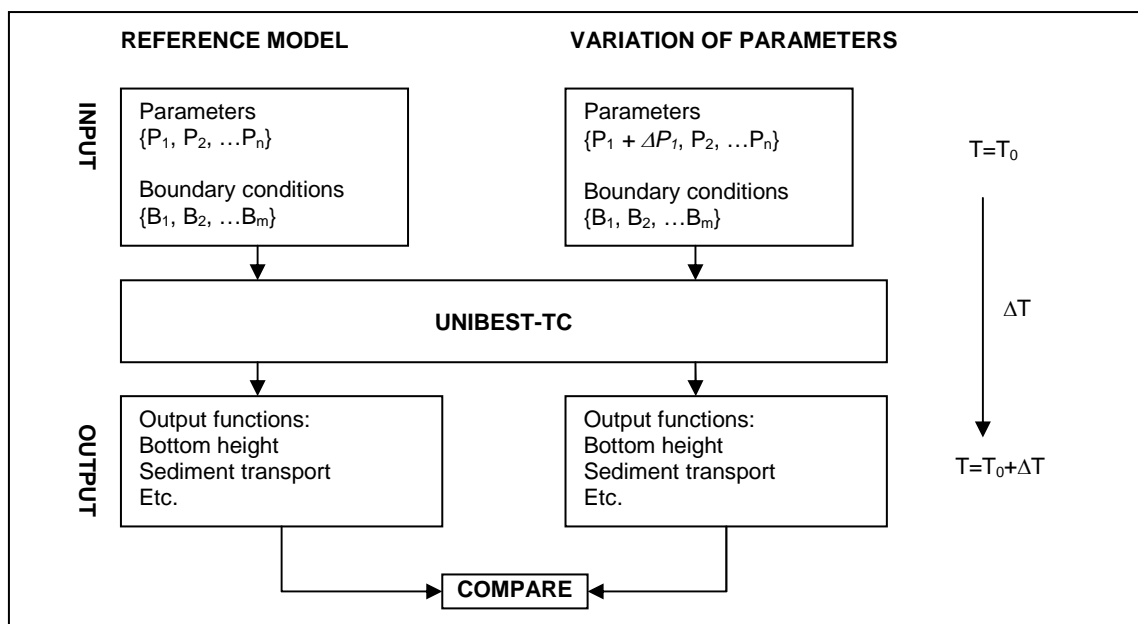 REFERENCE MODEL
VARIATION OF PARAMETERS
INPUT
Parameters
{P₁, P₂, …Pₙ}
Boundary conditions
{B₁, B₂, …Bₘ}
Parameters
{P₁ + ΔP₁, P₂, …Pₙ}
Boundary conditions
{B₁, B₂, …Bₘ}
T=T₀
UNIBEST-TC
ΔT
OUTPUT
Output functions:
Bottom height
Sediment transport
Etc.
Output functions:
Bottom height
Sediment transport
Etc.
T=T₀+ΔT
COMPARE